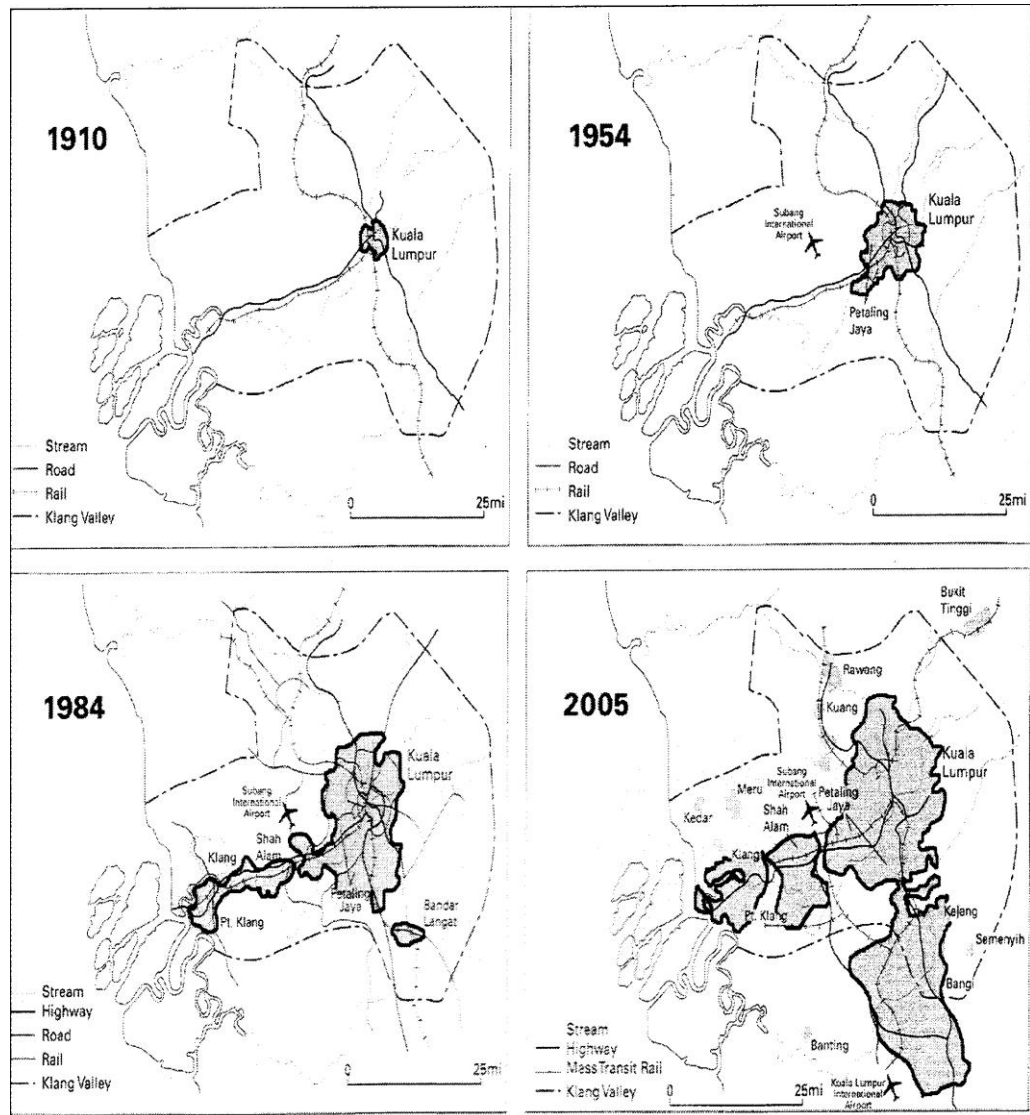 1910
Kuala
Lumpur
Stream
Road
Rail
Klang Valley
0 25mi
1954
Subang
International
Airport
Kuala
Lumpur
Petaling
Jaya
Stream
Road
Rail
Klang Valley
0 25mi
1984
Kuala
Lumpur
Subang
International
Airport
Shah
Alam
Klang
Petaling
Jaya
Pt. Klang
Bandar
Langat
Stream
Highway
Road
Rail
Klang Valley
0 25mi
2005
Bukit
Tinggi
Rawang
Kuang
Kuala
Lumpur
Subang
International
Airport
Petaling
Jaya
Meru
Shah
Alam
Kedar
Klang
Pt. Klang
Kajang
Semenyih
Bangi
Banting
Kuala Lumpur
International
Airport
Stream
Highway
Mass Transit Rail
Klang Valley
0 25mi